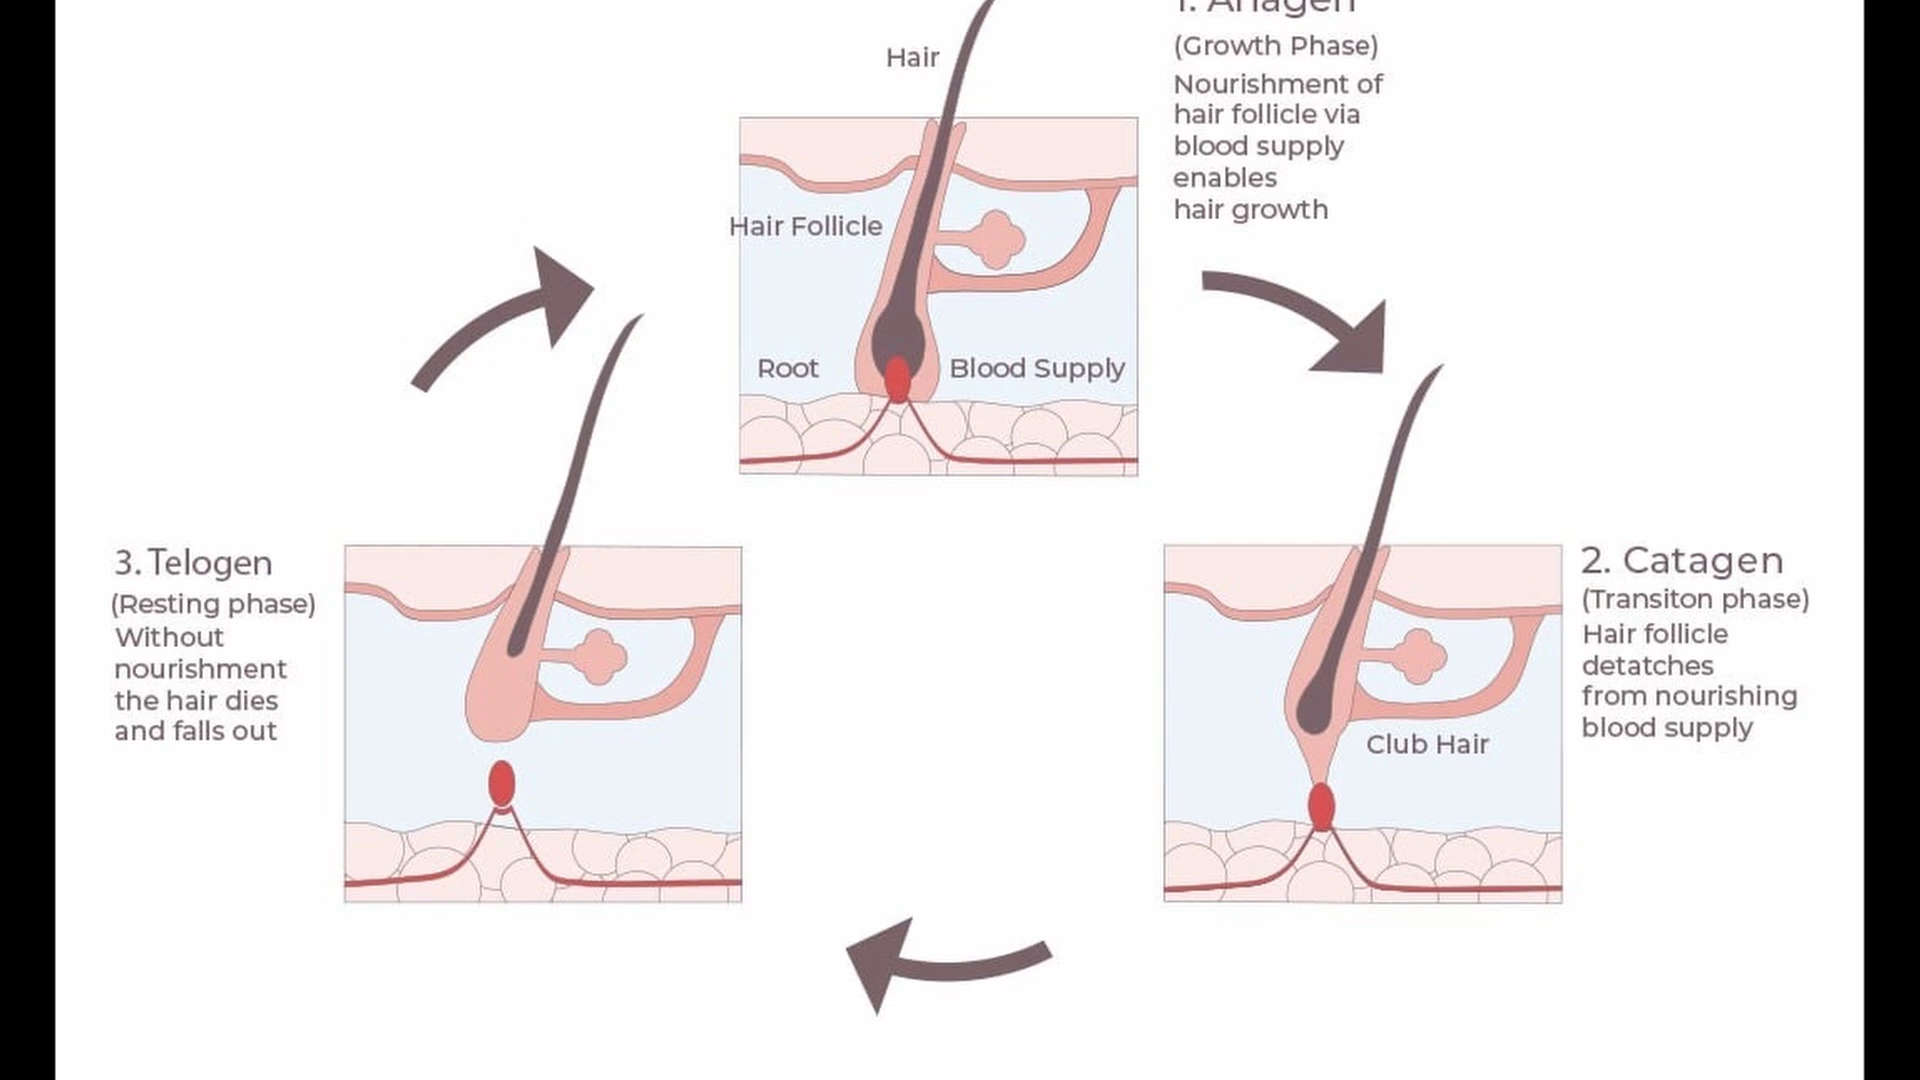 1. Anagen
(Growth Phase)
Nourishment of
hair follicle via
blood supply
enables
hair growth
Hair
Hair Follicle
Root
Blood Supply
2. Catagen
(Transiton phase)
Hair follicle
detatches
from nourishing
blood supply
Club Hair
3. Telogen
(Resting phase)
Without
nourishment
the hair dies
and falls out